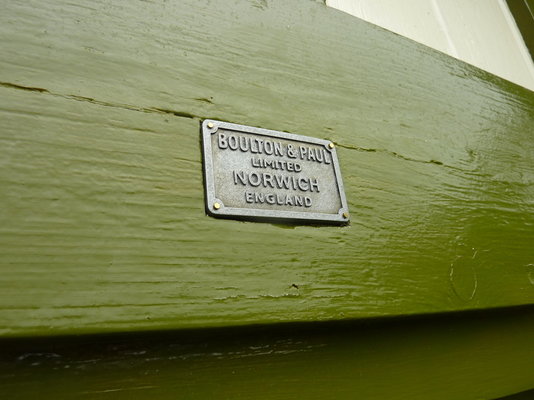 BOULTON & PAUL
LIMITED
NORWICH
ENGLAND